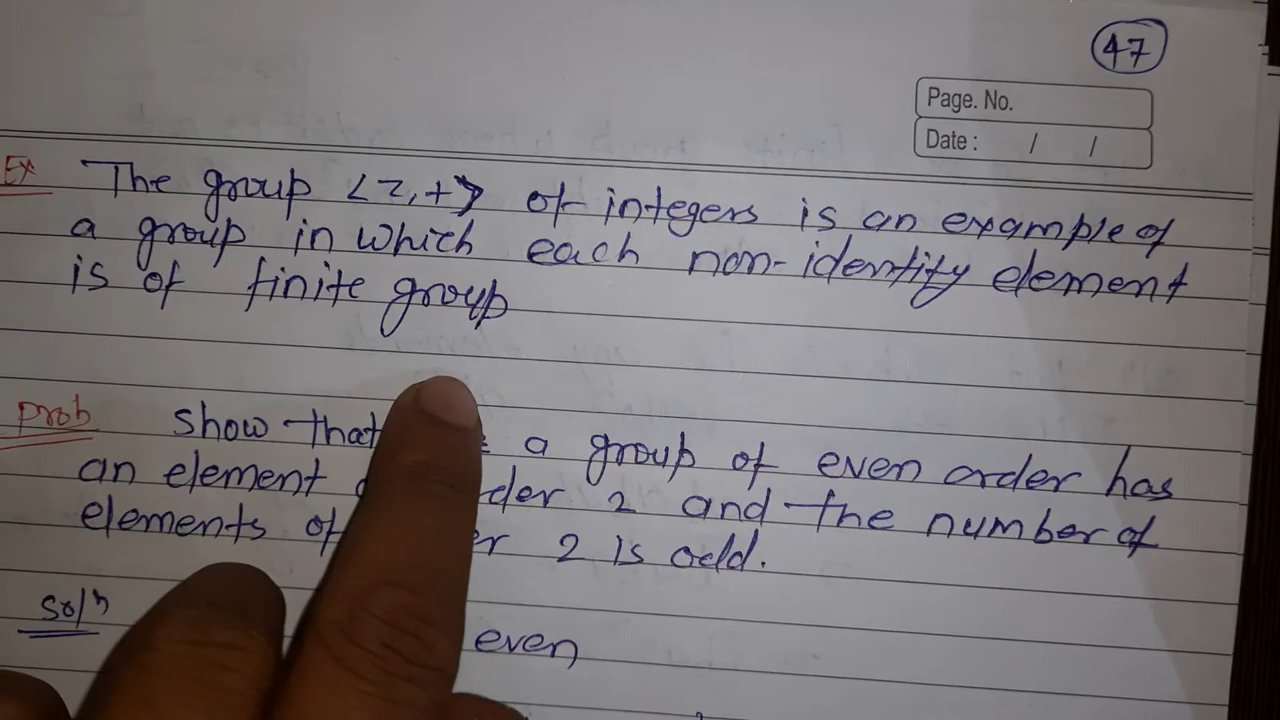 47
Page. No.
Date : / /
Ex The group <Z,+> of integers is an example of
a group in which each non-identity element
is of finite group
Prob Show that a group of even order has
an element 2 and the number of
elements of 2 is odd.
Sol^n even